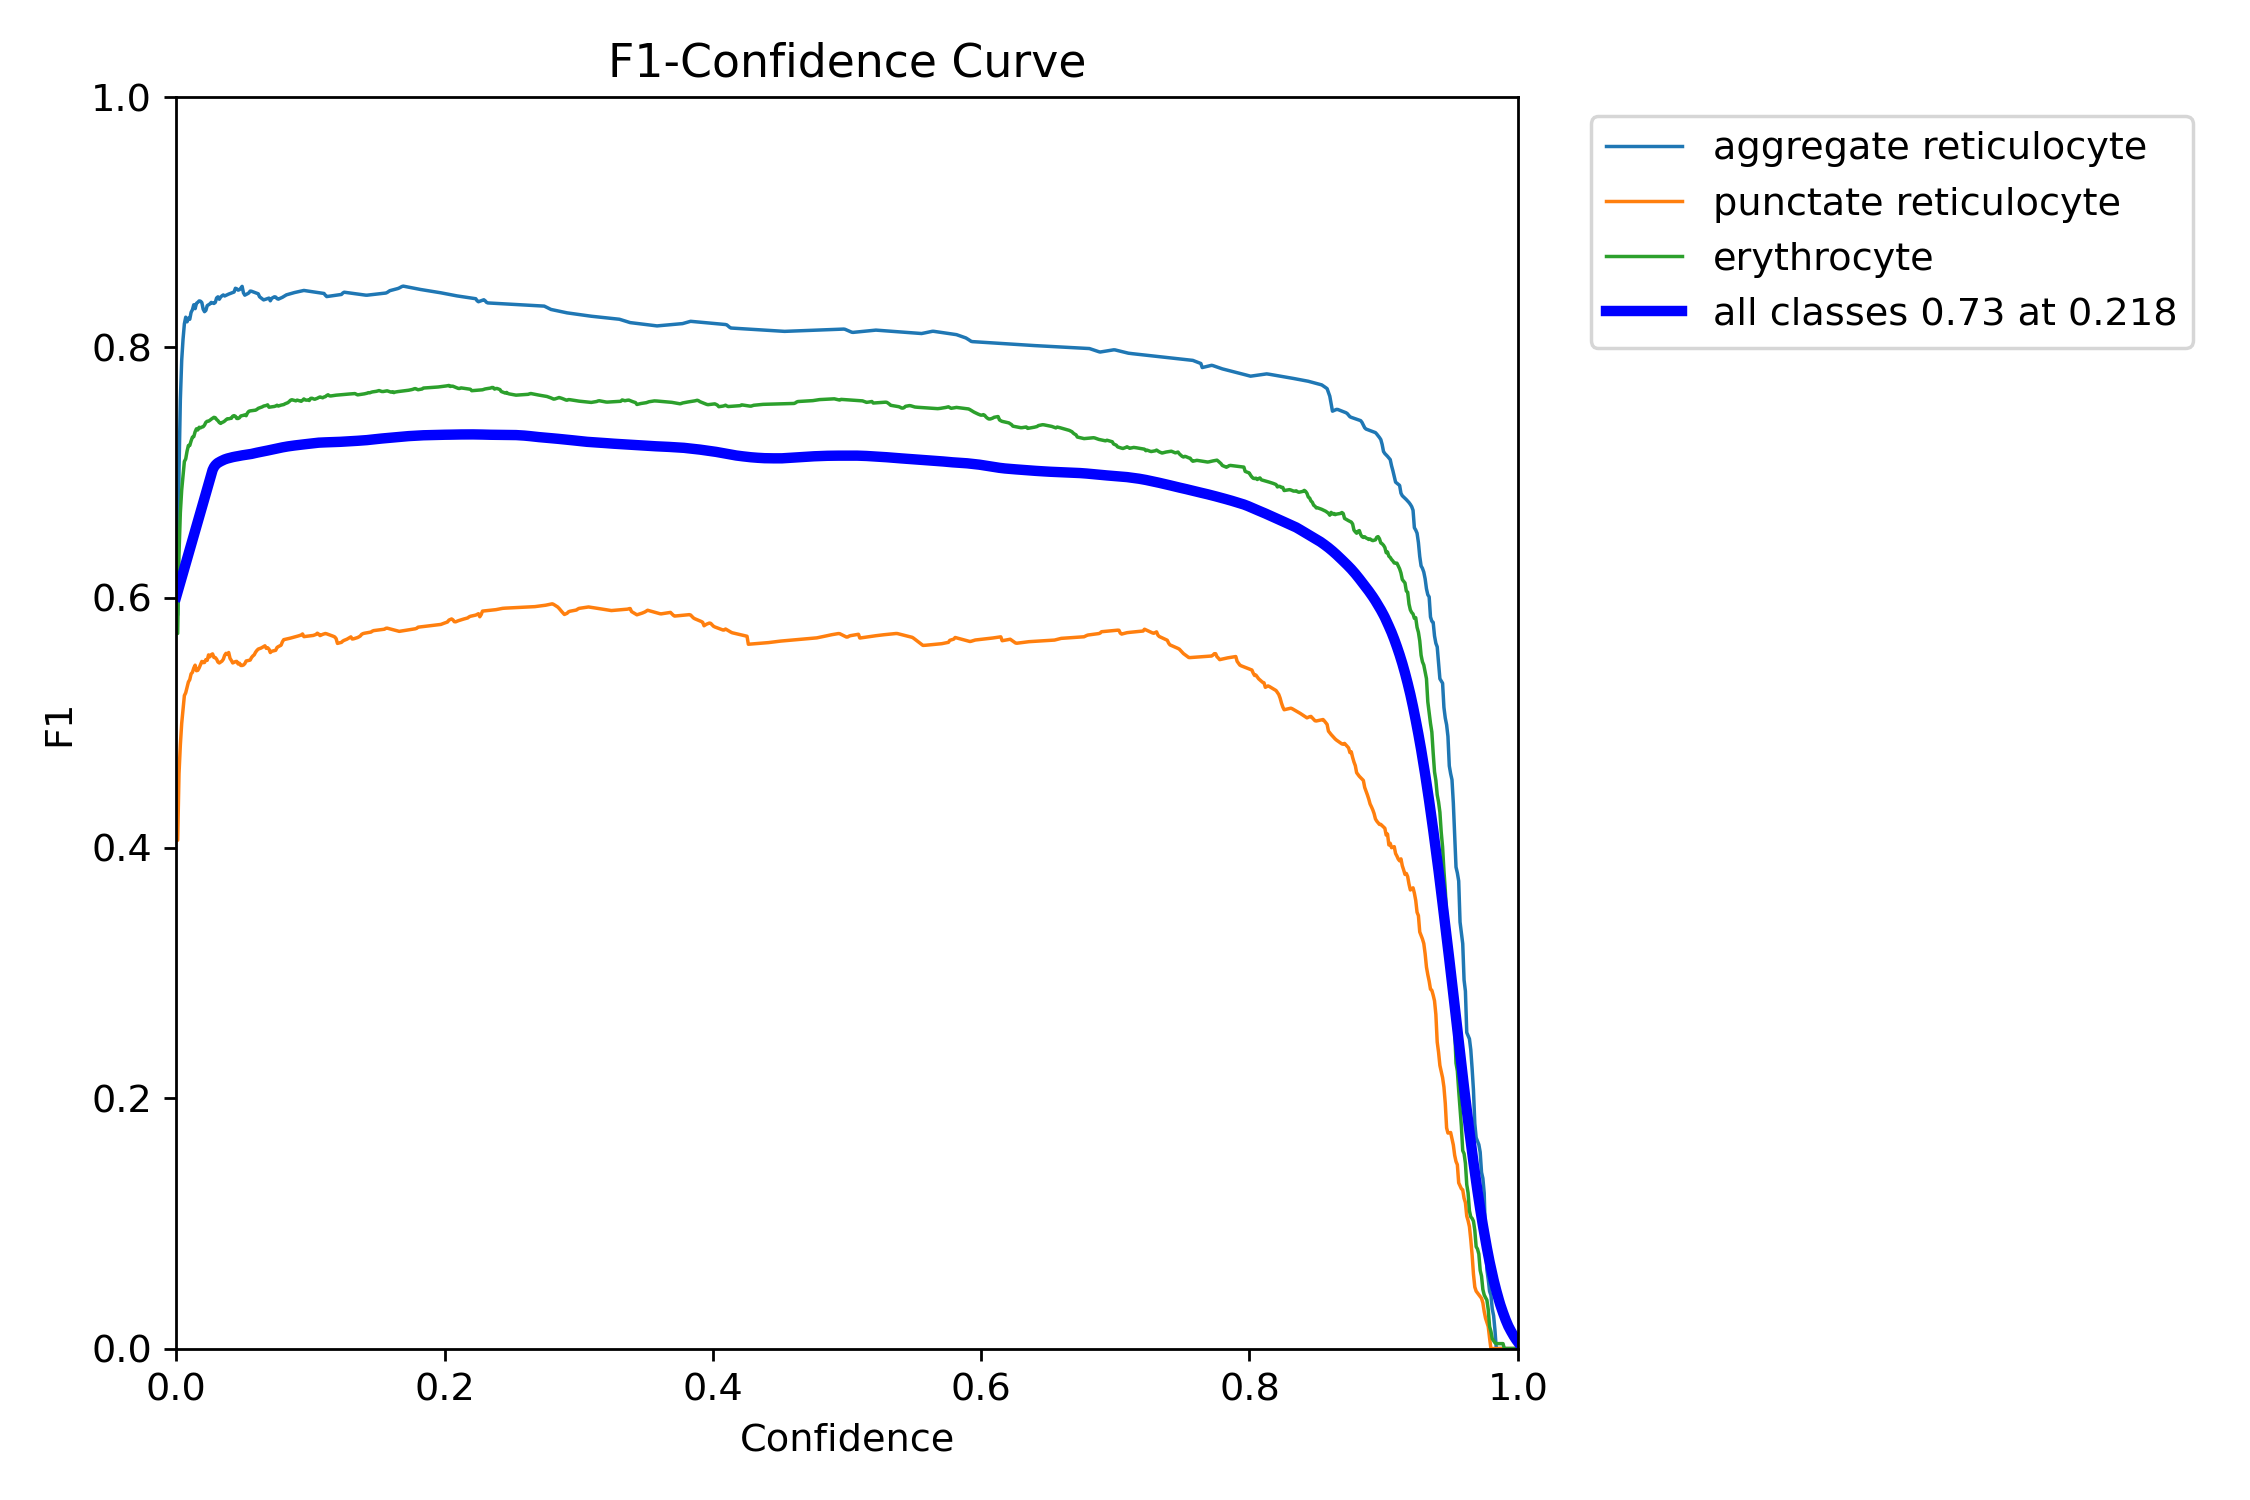 F1-Confidence Curve
1.0
0.8
0.6
0.4
0.2
0.0
F1
0.0 0.2 0.4 0.6 0.8 1.0
Confidence
aggregate reticulocyte
punctate reticulocyte
erythrocyte
all classes 0.73 at 0.218